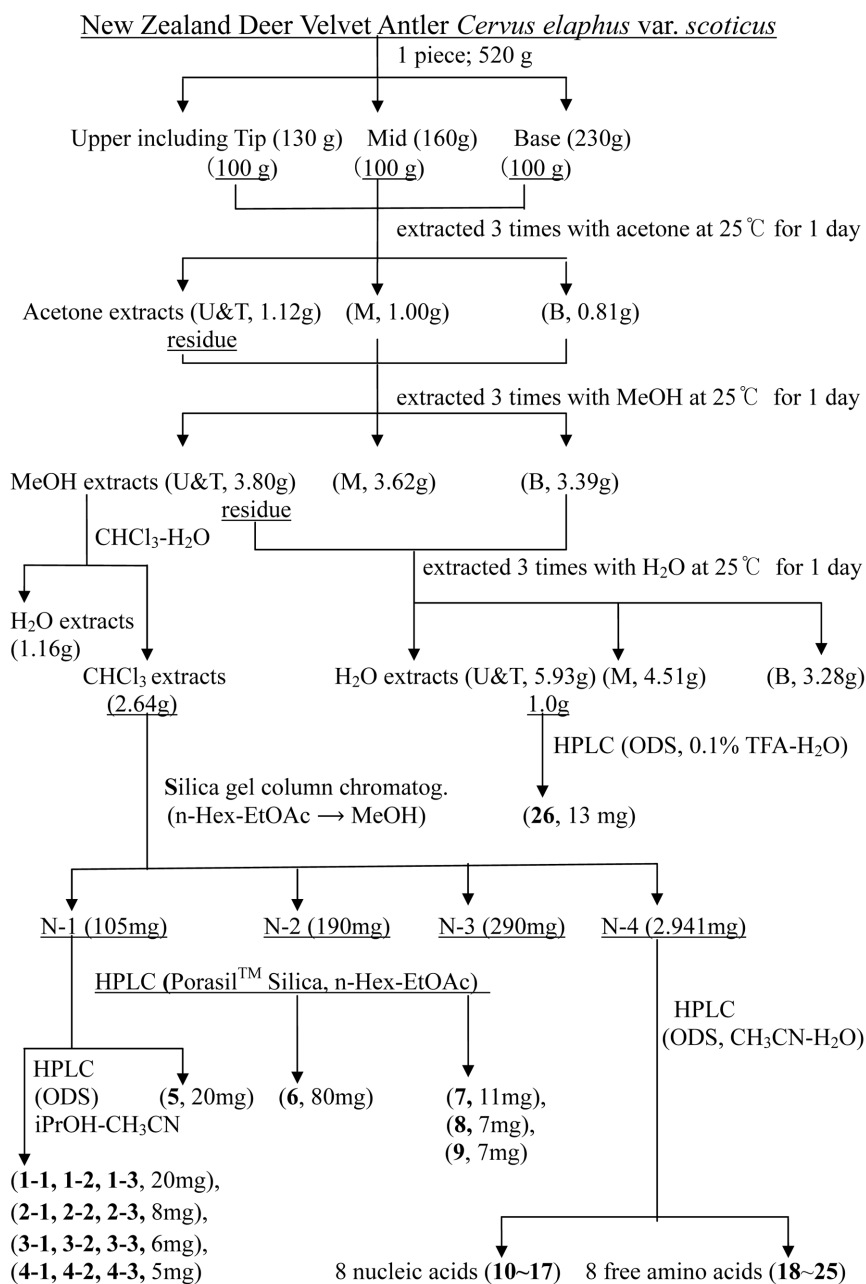 New Zealand Deer Velvet Antler Cervus elaphus var. scoticus
1 piece; 520 g
Upper including Tip (130 g) Mid (160g) Base (230g)
(100 g) (100 g) (100 g)
extracted 3 times with acetone at 25℃ for 1 day
Acetone extracts (U&T, 1.12g) (M, 1.00g) (B, 0.81g)
residue
extracted 3 times with MeOH at 25℃ for 1 day
MeOH extracts (U&T, 3.80g) (M, 3.62g) (B, 3.39g)
residue
CHCl₃-H₂O
extracted 3 times with H₂O at 25℃ for 1 day
H₂O extracts
(1.16g)
CHCl₃ extracts
(2.64g)
H₂O extracts (U&T, 5.93g) (M, 4.51g) (B, 3.28g)
1.0g
HPLC (ODS, 0.1% TFA-H₂O)
Silica gel column chromatog.
(n-Hex-EtOAc → MeOH)
(26, 13 mg)
N-1 (105mg) N-2 (190mg) N-3 (290mg) N-4 (2.941mg)
HPLC (Porasil™ Silica, n-Hex-EtOAc)
HPLC
(ODS, CH₃CN-H₂O)
HPLC
(ODS)
iPrOH-CH₃CN
(5, 20mg) (6, 80mg)
(7, 11mg),
(8, 7mg),
(9, 7mg)
(1-1, 1-2, 1-3, 20mg),
(2-1, 2-2, 2-3, 8mg),
(3-1, 3-2, 3-3, 6mg),
(4-1, 4-2, 4-3, 5mg)
8 nucleic acids (10~17) 8 free amino acids (18~25)